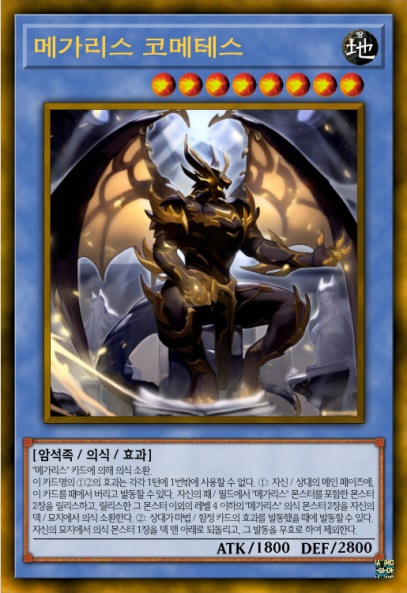 메가리스 코메테스
땅
地
[암석족 / 의식 / 효과]
"메가리스" 카드에 의해 의식 소환.
이 카드명의 ①②의 효과는 각각 1턴에 1번밖에 사용할 수 없다. ①: 자신 / 상대의 메인 페이즈에,
이 카드를 패에서 버리고 발동할 수 있다. 자신의 패 / 필드에서 "메가리스" 몬스터를 포함한 몬스터
2장을 릴리스하고, 릴리스한 그 몬스터 이외의 레벨 4 이하의 "메가리스" 의식 몬스터 2장을 자신의
덱 / 묘지에서 의식 소환한다. ②: 상대가 마법 / 함정 카드의 효과를 발동했을 때에 발동할 수 있다.
자신의 묘지에서 의식 몬스터 1장을 덱 맨 아래로 되돌리고, 그 발동을 무효로 하여 제외한다.
ATK/1800 DEF/2800